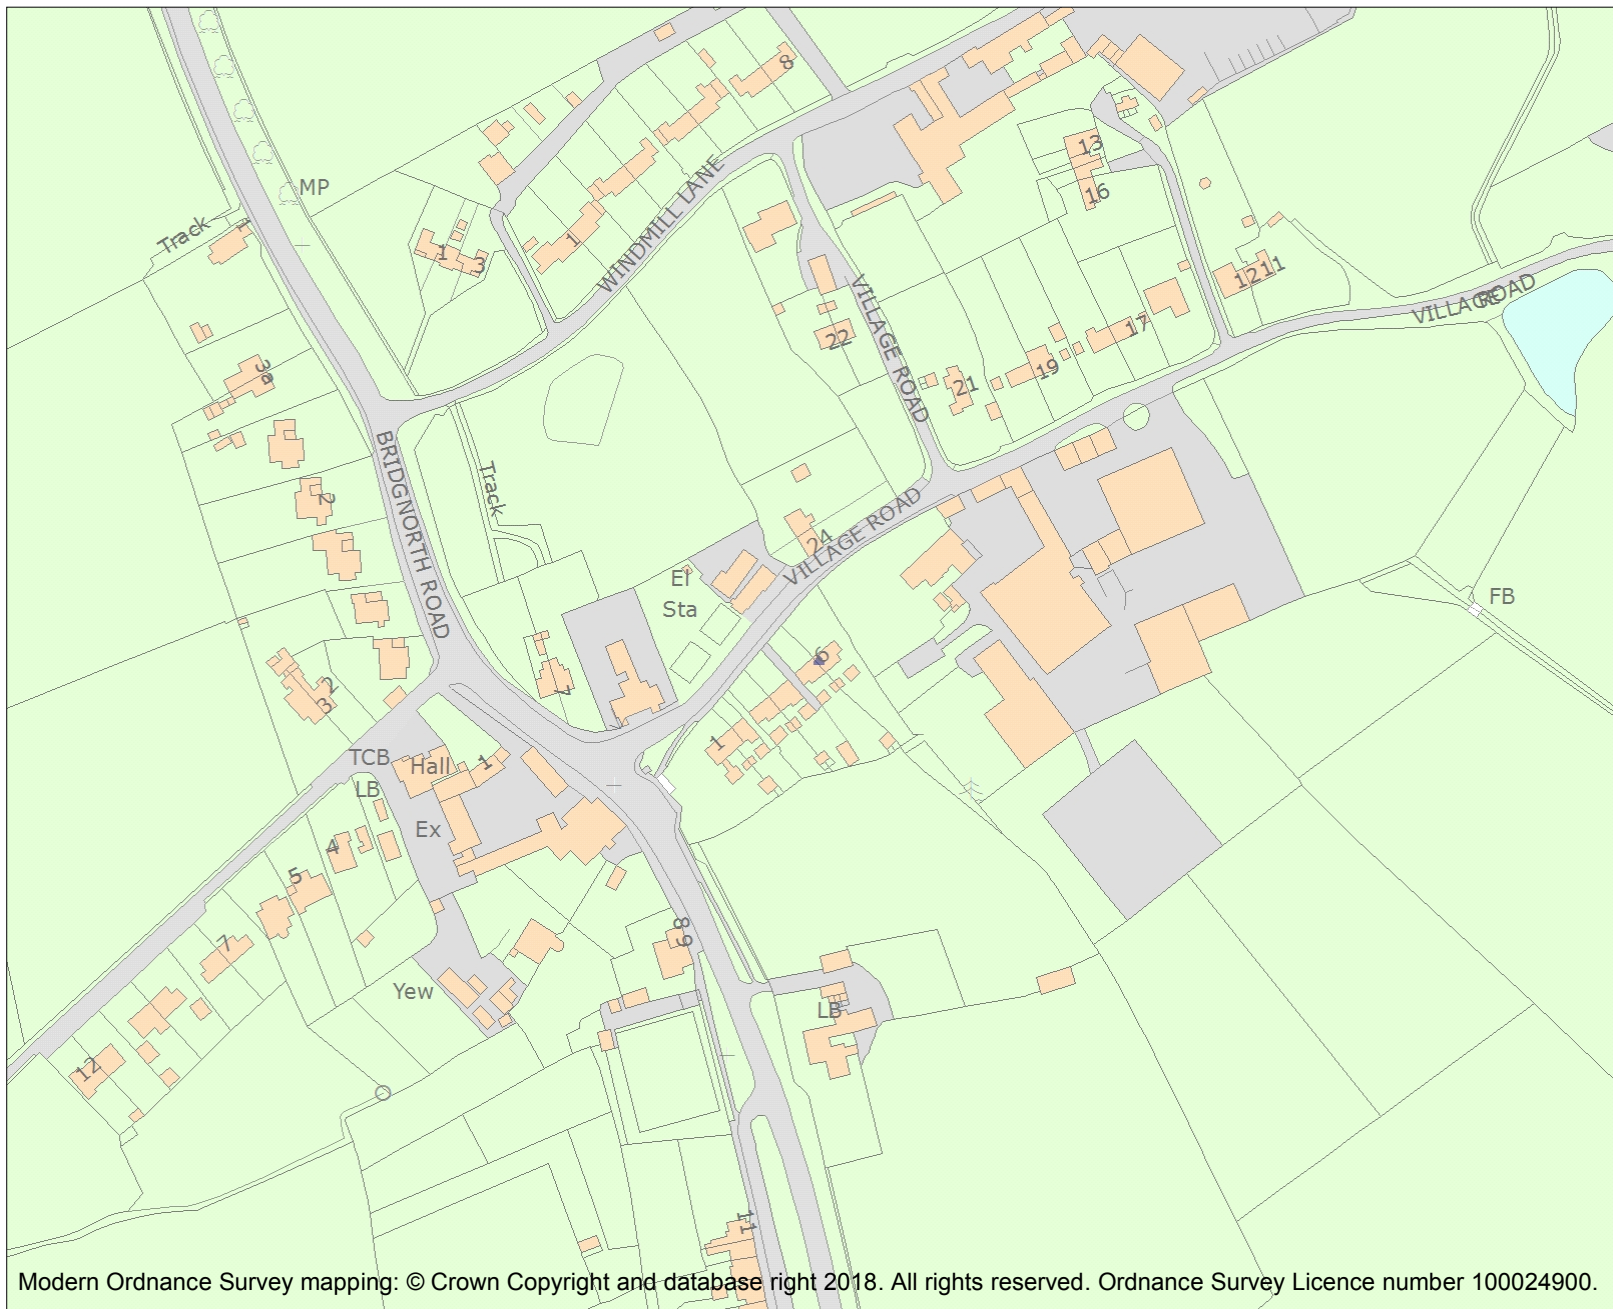 8
MP
13
16
Track
1
1
3
1
WINDMILL LANE
12 11
VILLAGE ROAD
VILLAGE ROAD
22
17
19
21
3a
BRIDGNORTH ROAD
Track
2
24
VILLAGE ROAD
El
Sta
FB
6
2
3
7
1
TCB
Hall
1
LB
Ex
4
5
7
8 9
Yew
LB
12
11
Modern Ordnance Survey mapping: © Crown Copyright and database right 2018. All rights reserved. Ordnance Survey Licence number 100024900.